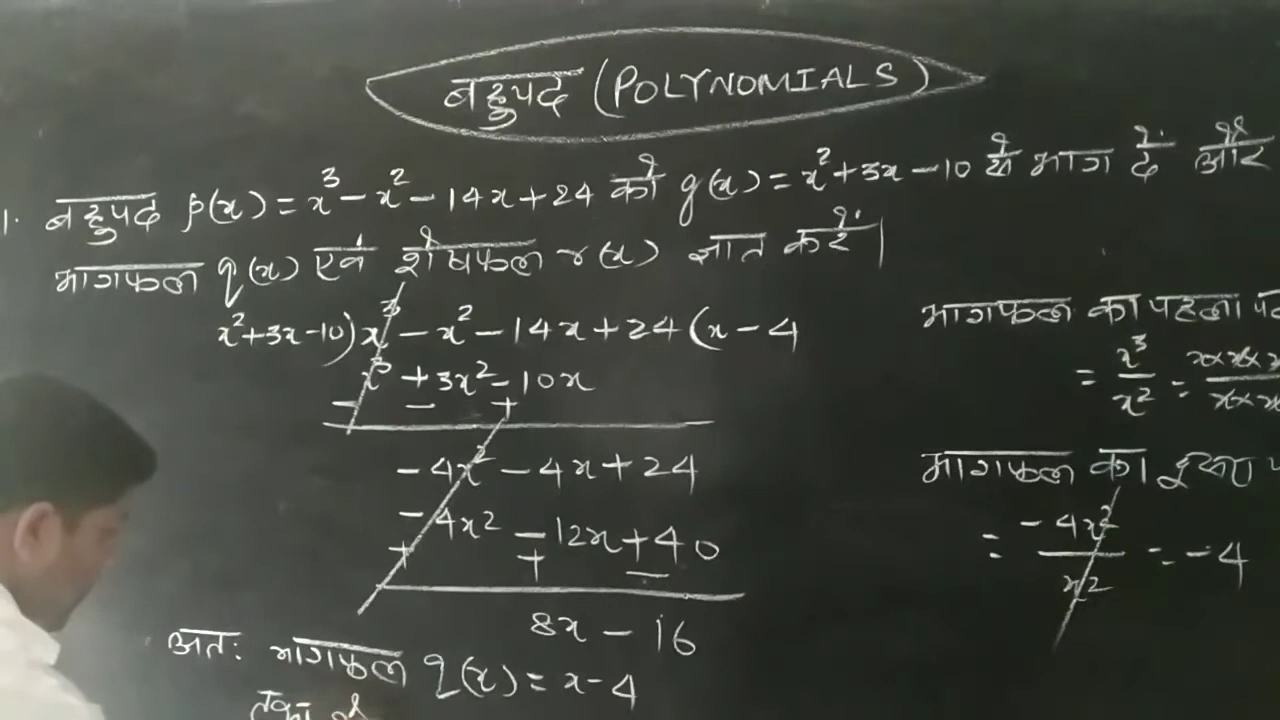 बहुपद (POLYNOMIALS)
1. बहुपद p(x) = x³ - x² - 14x + 24 को g(x) = x² + 3x - 10 से भाग दें और
भागफल q(x) एवं शेषफल r(x) ज्ञात करें।
x² + 3x - 10) x³ - x² - 14x + 24 (x - 4
x³ + 3x² - 10x
- - +
- 4x² - 4x + 24
- 4x² - 12x + 40
+ + -
8x - 16
अतः भागफल q(x) = x - 4
भागफल का पहला
= x³/x² =
भागफल का दूसरा
= -4x²/x² = -4